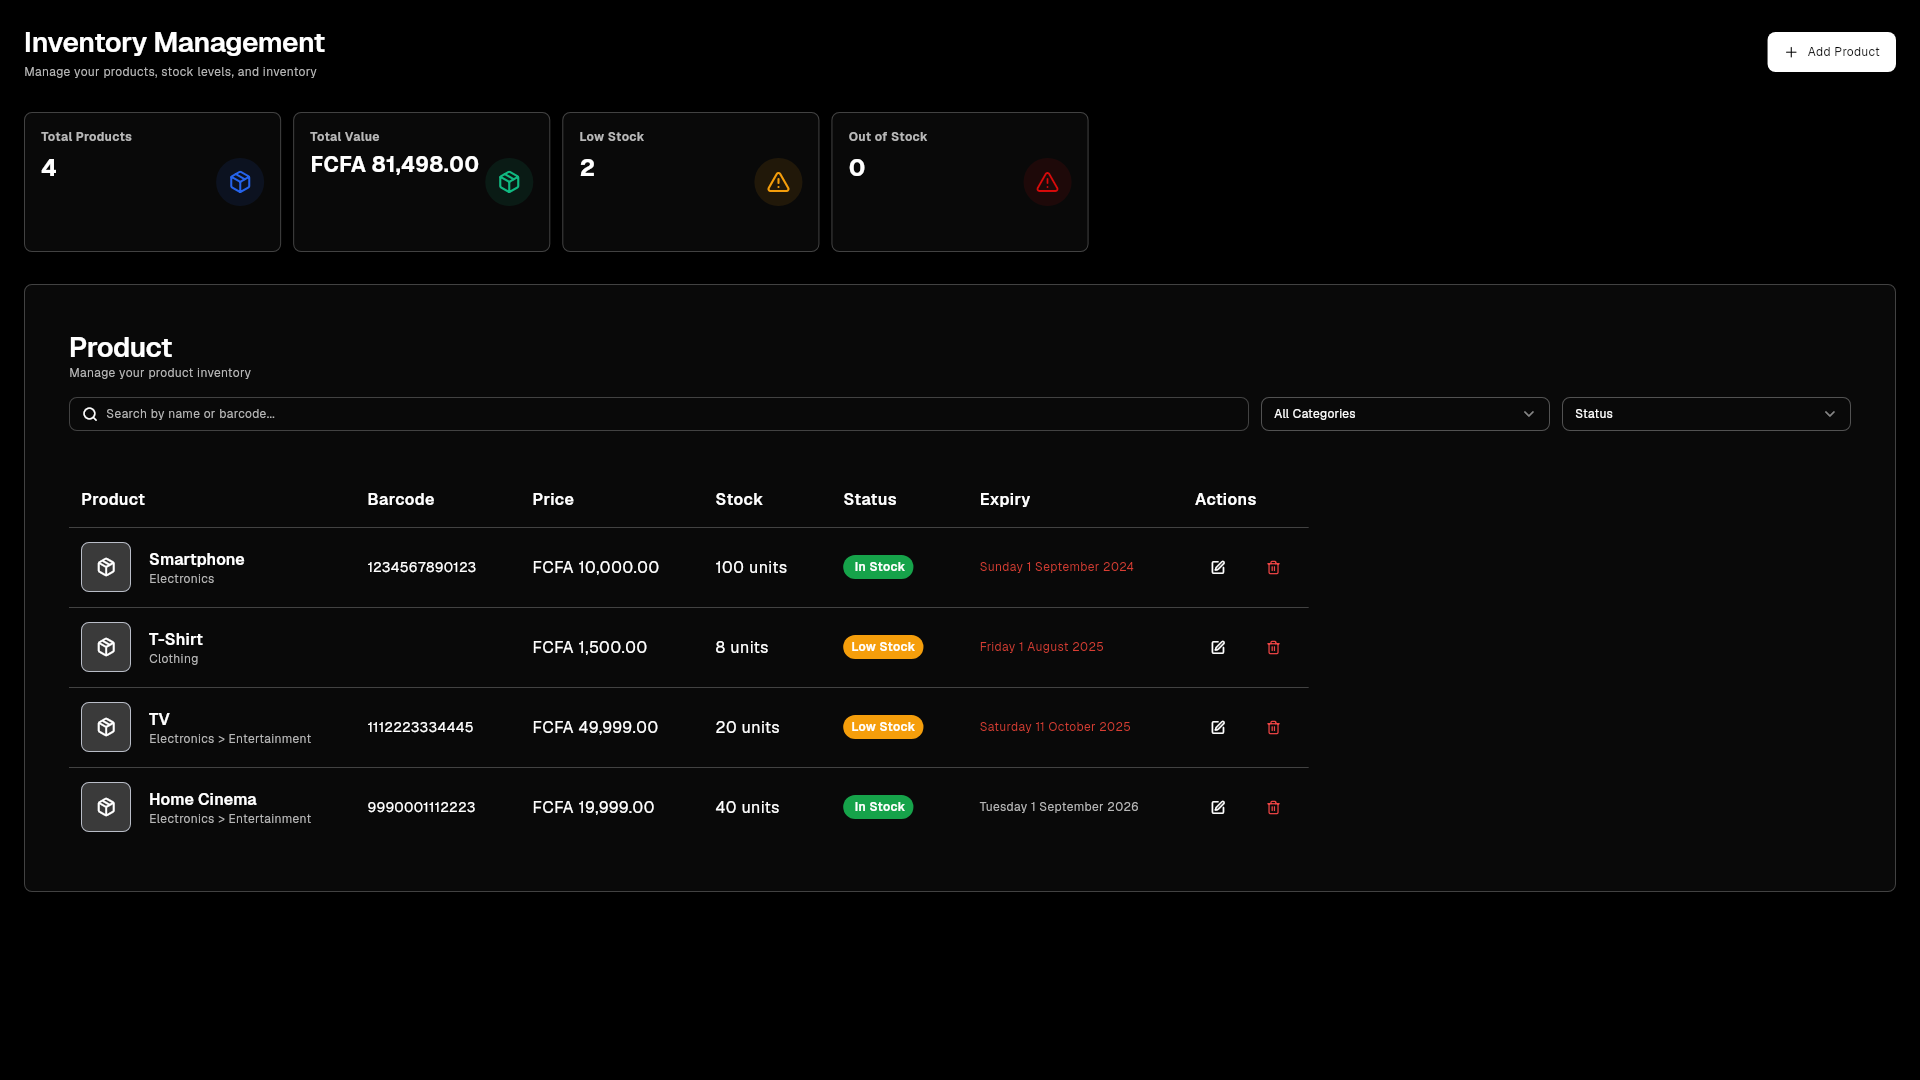 Inventory Management
Manage your products, stock levels, and inventory
Add Product
Total Products
4
Total Value
FCFA 81,498.00
Low Stock
2
Out of Stock
0
Product
Manage your product inventory
Search by name or barcode...
All Categories
Status
Product Barcode Price Stock Status Expiry Actions
Smartphone
Electronics
1234567890123 FCFA 10,000.00 100 units In Stock Sunday 1 September 2024
T-Shirt
Clothing
FCFA 1,500.00 8 units Low Stock Friday 1 August 2025
TV
Electronics > Entertainment
1112223334445 FCFA 49,999.00 20 units Low Stock Saturday 11 October 2025
Home Cinema
Electronics > Entertainment
9990001112223 FCFA 19,999.00 40 units In Stock Tuesday 1 September 2026